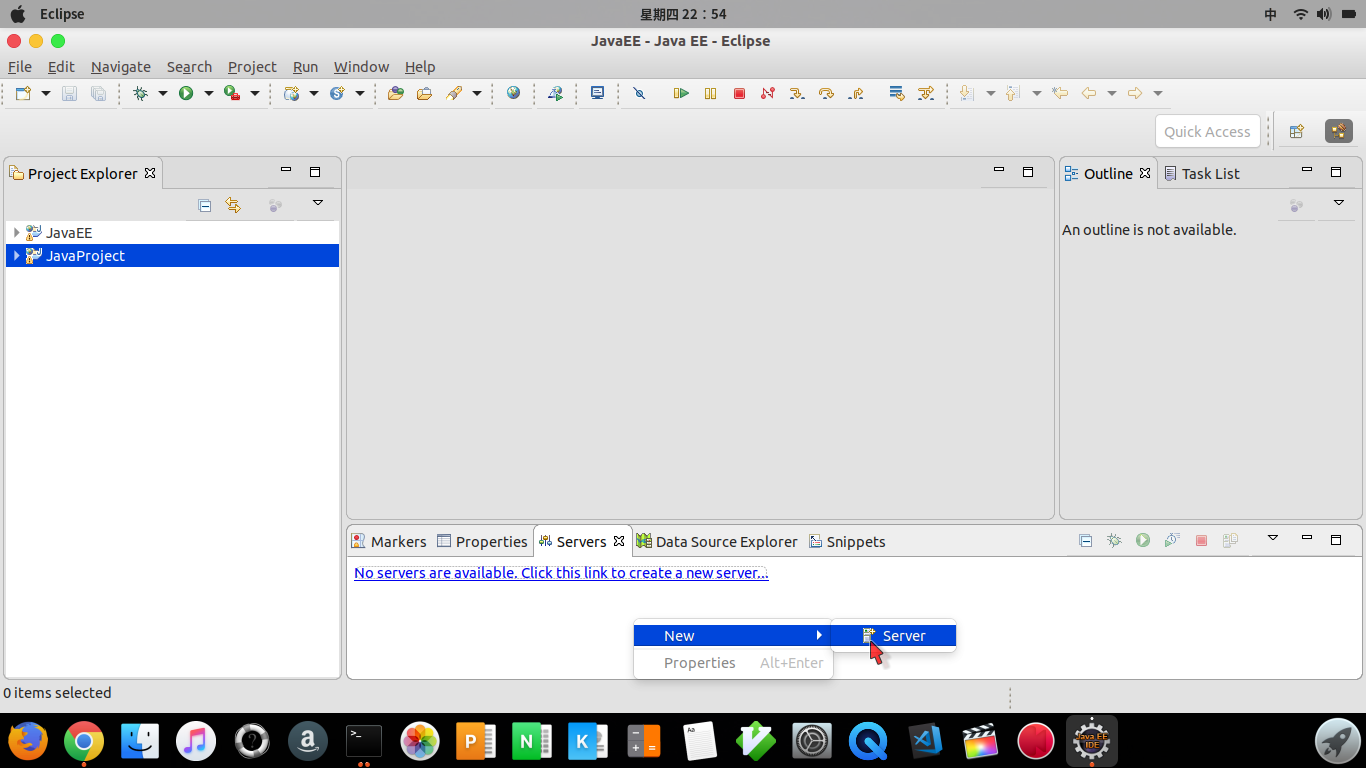 Eclipse
星期四 22：54
中
JavaEE - Java EE - Eclipse
File Edit Navigate Search Project Run Window Help
Quick Access
Project Explorer
Outline
Task List
JavaEE
JavaProject
An outline is not available.
Markers
Properties
Servers
Data Source Explorer
Snippets
No servers are available. Click this link to create a new server...
New
Server
Properties Alt+Enter
0 items selected
a
>_
P
N
K
Aa
Java EE
IDE